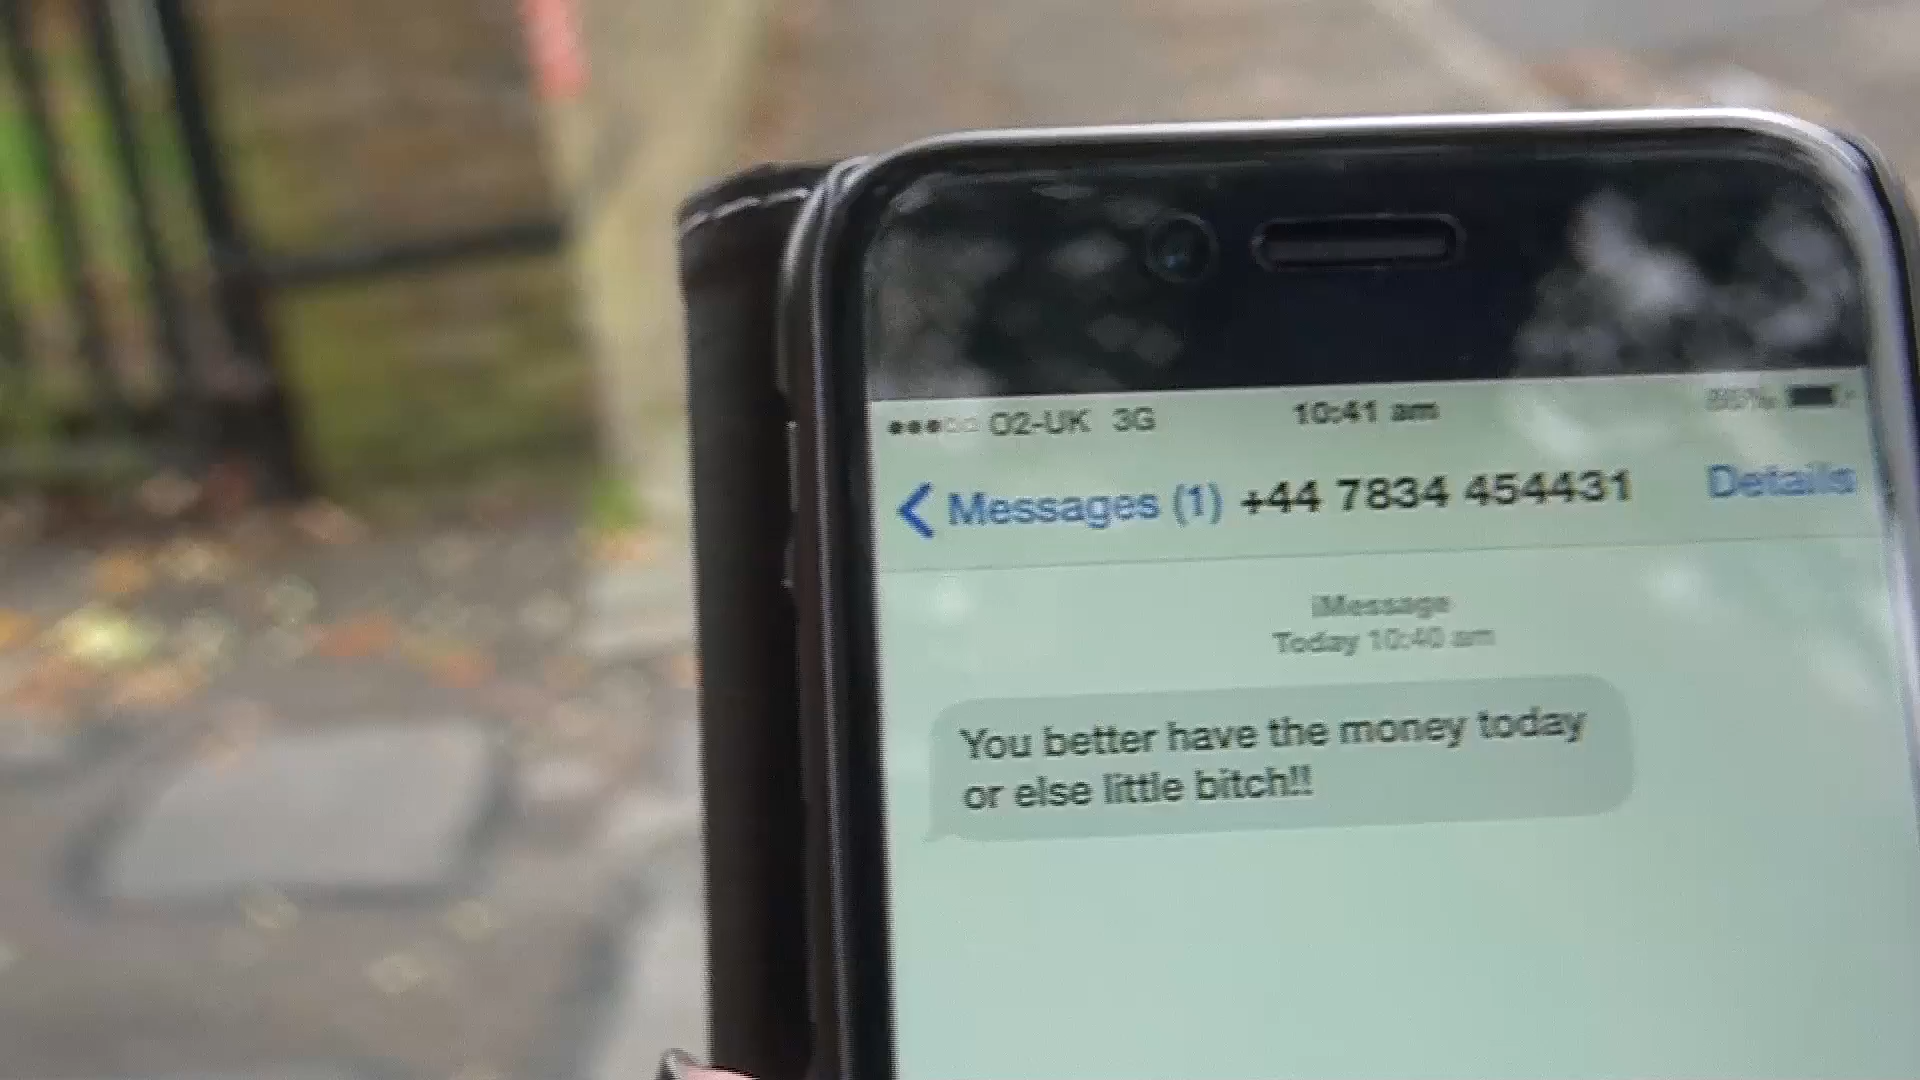 O2-UK 3G 10:41 am 86%
Messages (1) +44 7834 454431 Details
iMessage
Today 10:40 am
You better have the money today
or else little bitch!!